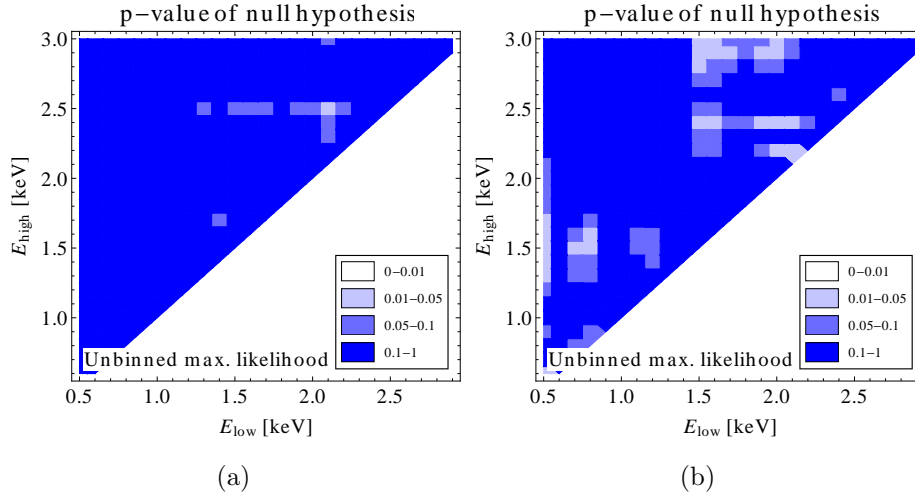 p-value of null hypothesis
3.0
2.5
2.0
1.5
1.0
E_high [keV]
0-0.01
0.01-0.05
0.05-0.1
0.1-1
Unbinned max. likelihood
0.5 1.0 1.5 2.0 2.5
E_low [keV]
(a)
p-value of null hypothesis
3.0
2.5
2.0
1.5
1.0
E_high [keV]
0-0.01
0.01-0.05
0.05-0.1
0.1-1
Unbinned max. likelihood
0.5 1.0 1.5 2.0 2.5
E_low [keV]
(b)